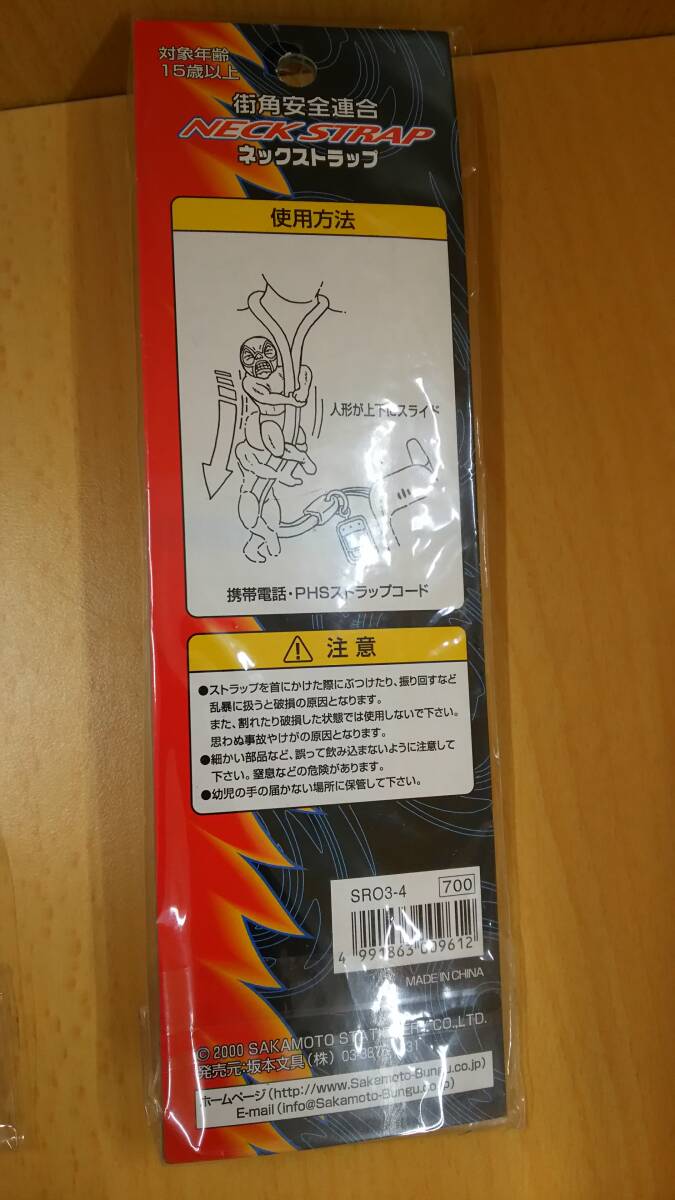 対象年齢
15歳以上
街角安全連合
NECK STRAP
ネックストラップ
使用方法
人形が上下にスライド
携帯電話・PHSストラップコード
注意
●ストラップを首にかけた際にぶつけたり、振り回すなど
乱暴に扱うと破損の原因となります。
また、割れたり破損した状態では使用しないで下さい。
思わぬ事故やけがの原因となります。
●細かい部品など、誤って飲み込まないように注意して
下さい。窒息などの危険があります。
●幼児の手の届かない場所に保管して下さい。
SR03-4
700
4 991863 009612
MADE IN CHINA
© 2000 SAKAMOTO STATIONERY CO.,LTD.
発売元:坂本文具(株)
ホームページ(http://www.Sakamoto-Bungu.co.jp)
E-mail(info@Sakamoto-Bungu.co.jp)